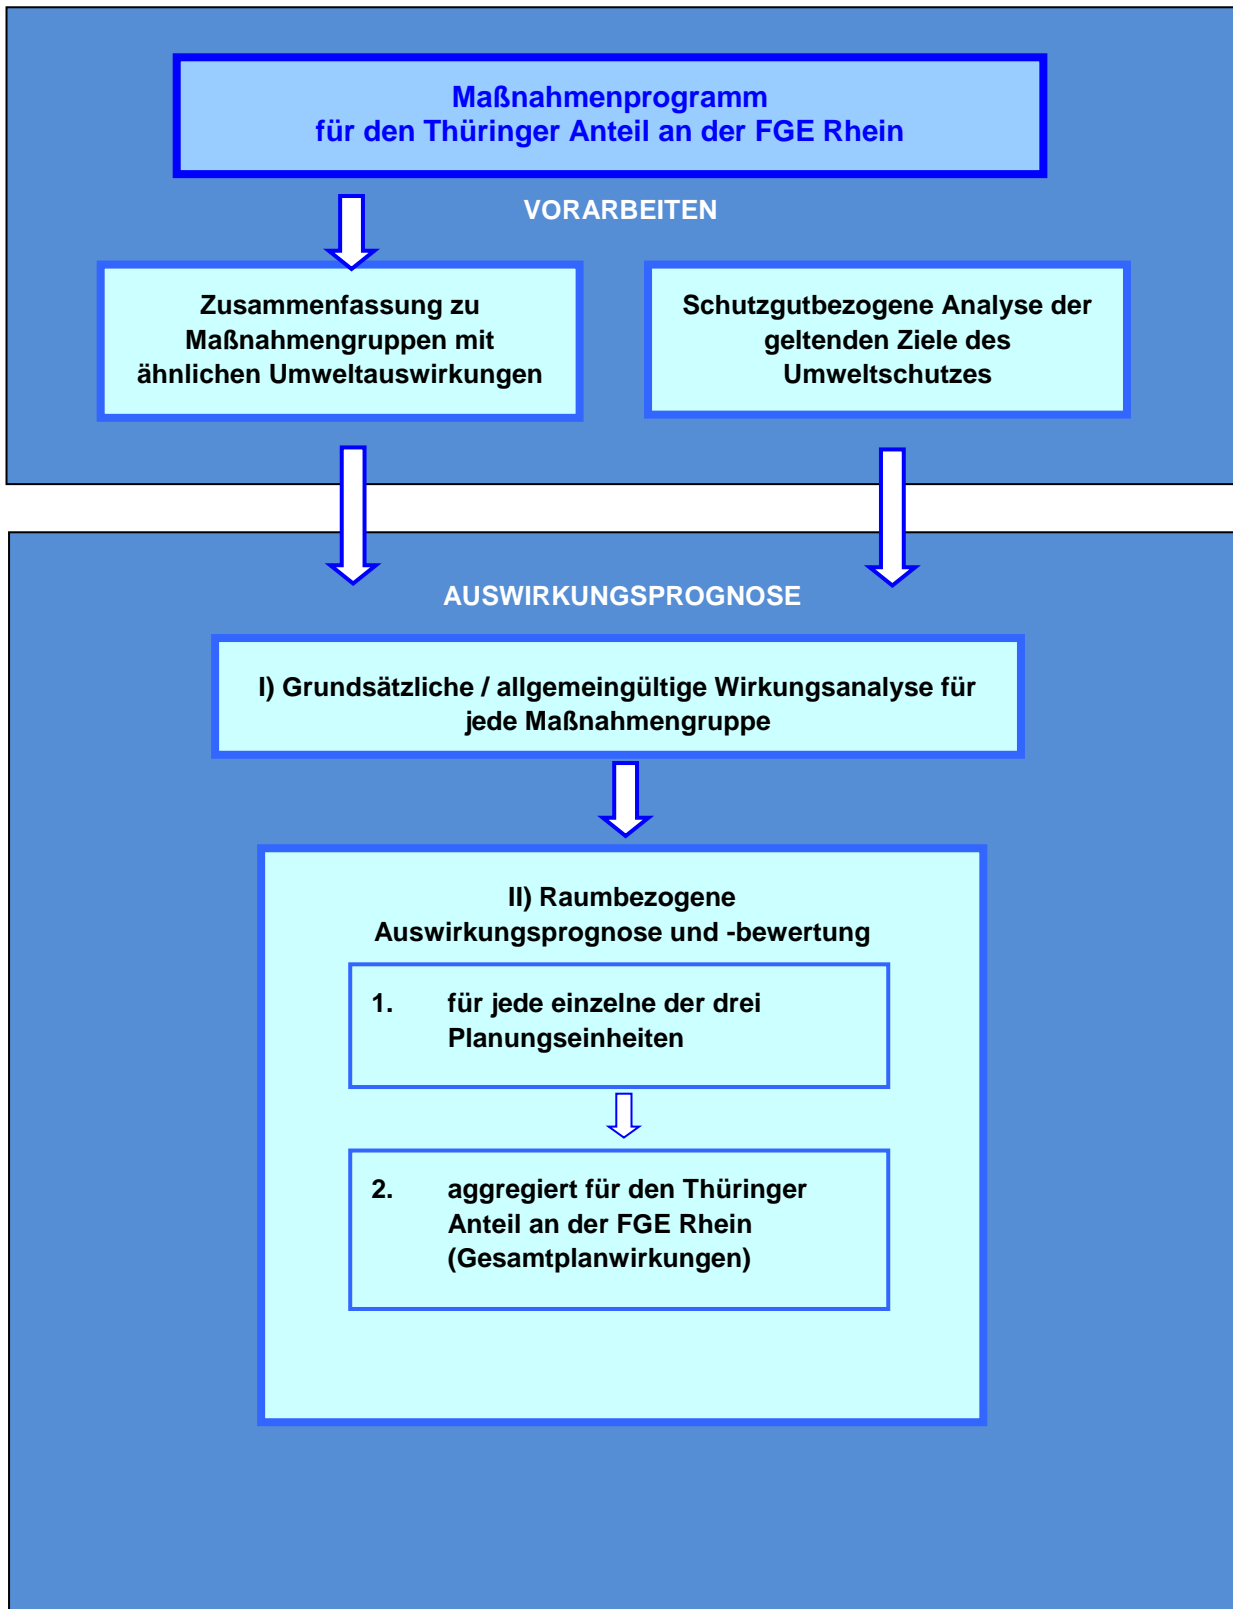 Maßnahmenprogramm
für den Thüringer Anteil an der FGE Rhein
VORARBEITEN
Zusammenfassung zu
Maßnahmengruppen mit
ähnlichen Umweltauswirkungen
Schutzgutbezogene Analyse der
geltenden Ziele des
Umweltschutzes
AUSWIRKUNGSPROGNOSE
I) Grundsätzliche / allgemeingültige Wirkungsanalyse für
jede Maßnahmengruppe
II) Raumbezogene
Auswirkungsprognose und -bewertung
1. für jede einzelne der drei
Planungseinheiten
2. aggregiert für den Thüringer
Anteil an der FGE Rhein
(Gesamtplanwirkungen)